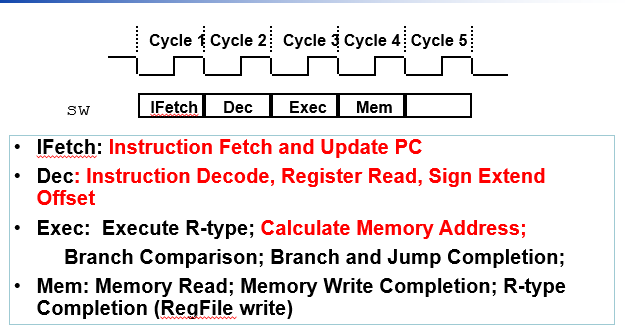 Cycle 1 Cycle 2 Cycle 3 Cycle 4 Cycle 5
sw IFetch Dec Exec Mem
• IFetch: Instruction Fetch and Update PC
• Dec: Instruction Decode, Register Read, Sign Extend
Offset
• Exec: Execute R-type; Calculate Memory Address;
Branch Comparison; Branch and Jump Completion;
• Mem: Memory Read; Memory Write Completion; R-type
Completion (RegFile write)